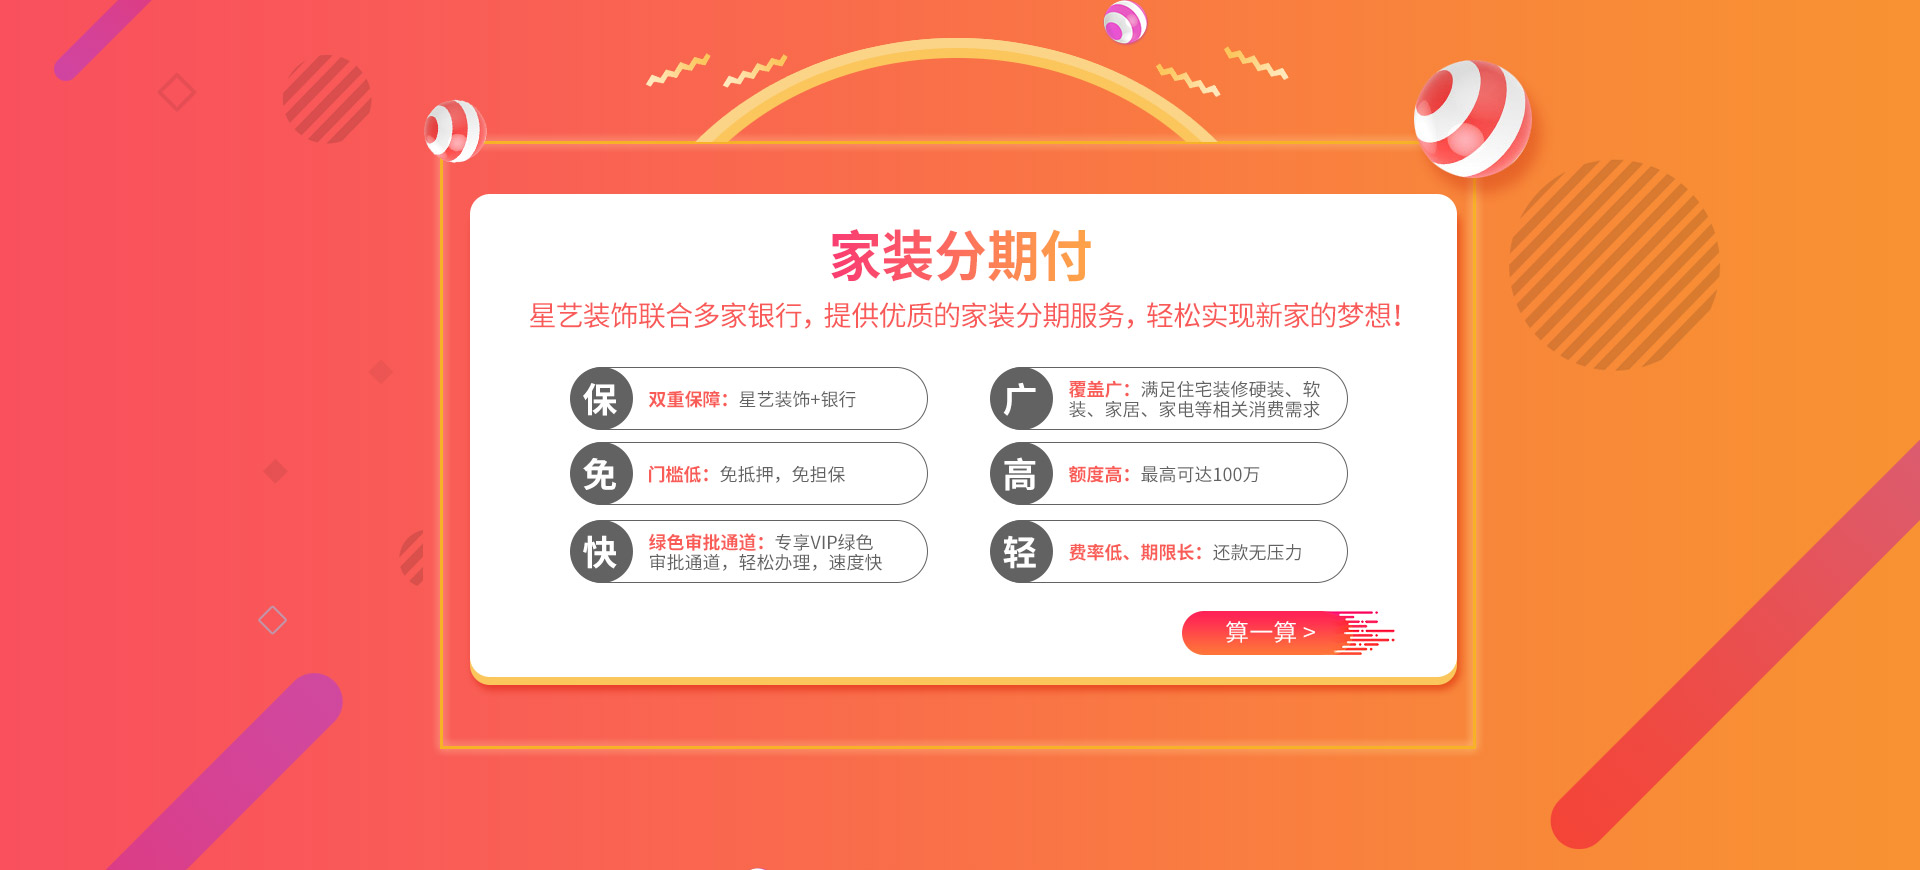 家装分期付
星艺装饰联合多家银行，提供优质的家装分期服务，轻松实现新家的梦想!
保
双重保障：星艺装饰+银行
广
覆盖广：满足住宅装修硬装、软
装、家居、家电等相关消费需求
免
门槛低：免抵押，免担保
高
额度高：最高可达100万
快
绿色审批通道：专享VIP绿色
审批通道，轻松办理，速度快
轻
费率低、期限长：还款无压力
算一算 >